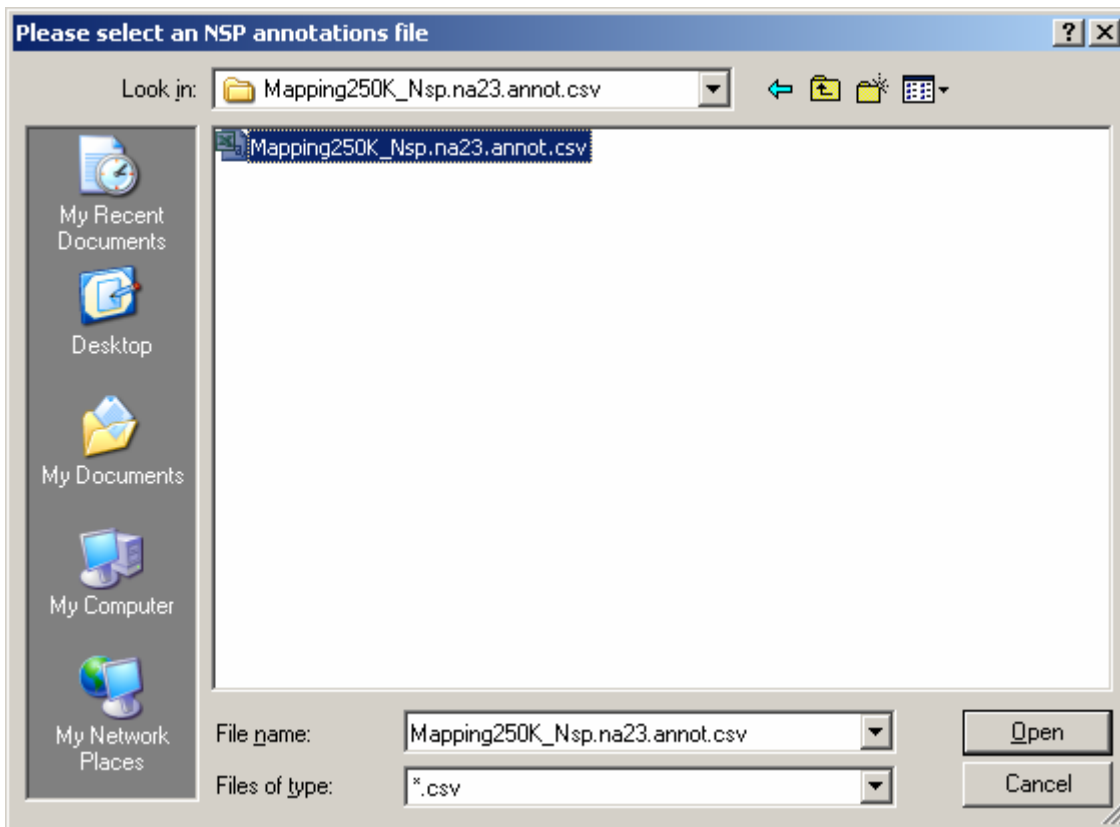 Please select an NSP annotations file
?
Look in:
Mapping250K_Nsp.na23.annot.csv
Mapping250K_Nsp.na23.annot.csv
My Recent
Documents
Desktop
My Documents
My Computer
My Network
Places
File name:
Mapping250K_Nsp.na23.annot.csv
Open
Files of type:
*.csv
Cancel